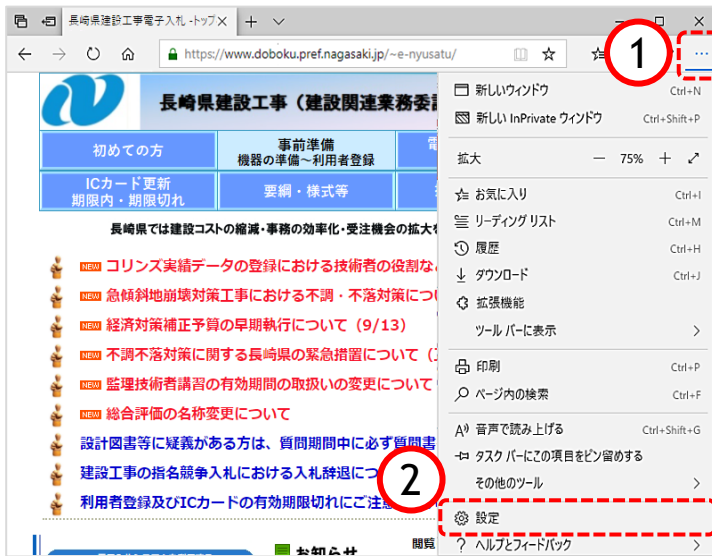 長崎県建設工事電子入札 -トップ
1
https://www.doboku.pref.nagasaki.jp/~e-nyusatu/
長崎県建設工事（建設関連業務委
初めての方
事前準備
機器の準備～利用者登録
ICカード更新
期限内・期限切れ
要綱・様式等
長崎県では建設コストの縮減・事務の効率化・受注機会の拡大
NEW コリンズ実績データの登録における技術者の役割な
NEW 急傾斜地崩壊対策工事における不調・不落対策につ
NEW 経済対策補正予算の早期執行について（9/13）
NEW 不調不落対策に関する長崎県の緊急措置について（
NEW 監理技術者講習の有効期間の取扱いの変更について
NEW 総合評価の名称変更について
設計図書等に疑義がある方は、質問期間中に必ず質問書
建設工事の指名競争入札における入札辞退につ
利用者登録及びICカードの有効期限切れにご注意
お知らせ
閲覧
新しいウィンドウ Ctrl+N
新しい InPrivate ウィンドウ Ctrl+Shift+P
拡大 — 75% +
お気に入り Ctrl+I
リーディング リスト Ctrl+M
履歴 Ctrl+H
ダウンロード Ctrl+J
拡張機能
ツール バーに表示
印刷 Ctrl+P
ページ内の検索 Ctrl+F
音声で読み上げる Ctrl+Shift+G
タスク バーにこの項目をピン留めする
その他のツール
2
設定
ヘルプとフィードバック